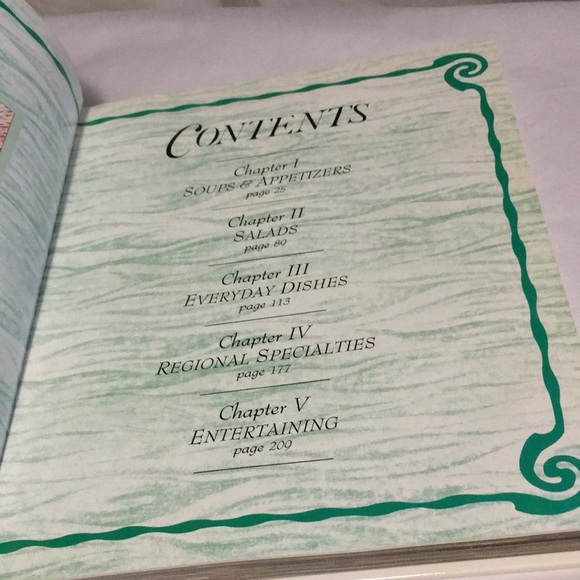 CONTENTS
Chapter I
SOUPS & APPETIZERS
page 25
Chapter II
SALADS
page 89
Chapter III
EVERYDAY DISHES
page 113
Chapter IV
REGIONAL SPECIALTIES
page 177
Chapter V
ENTERTAINING
page 209